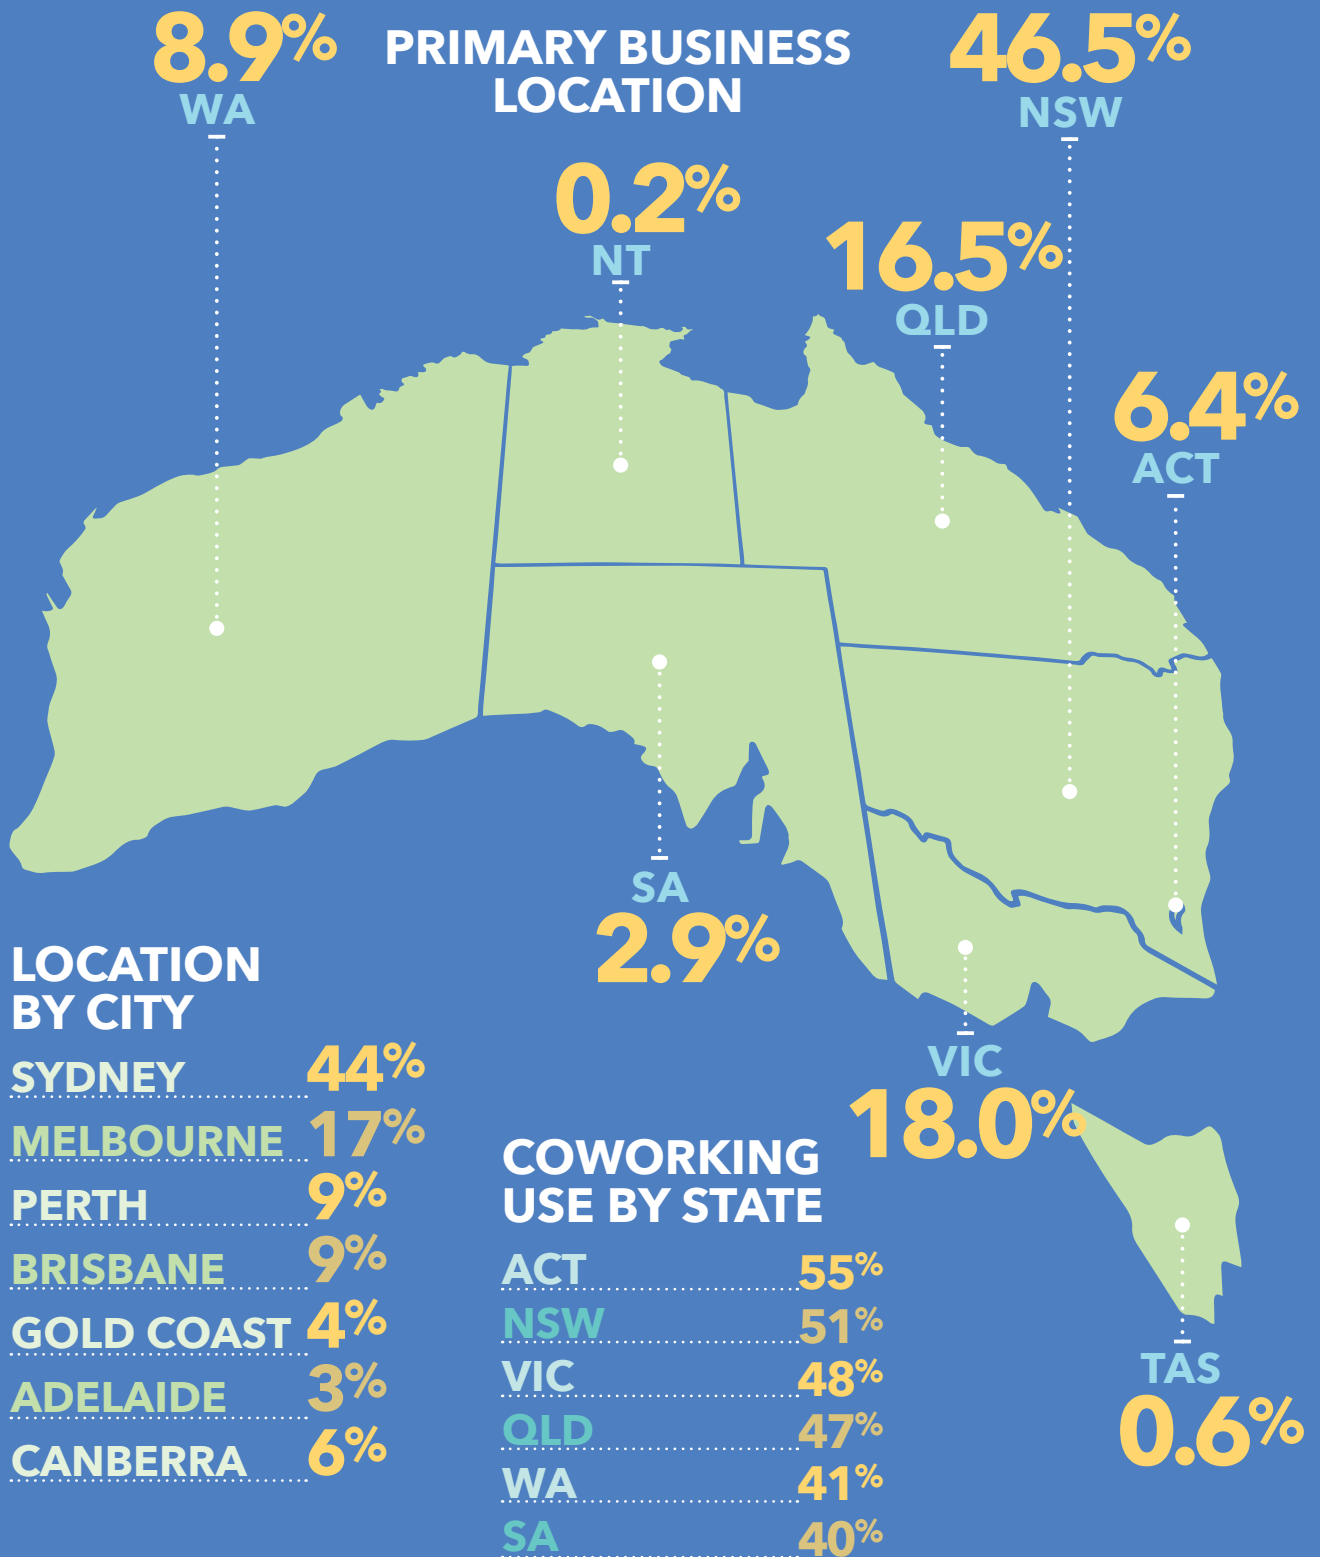 PRIMARY BUSINESS
LOCATION
8.9%
WA
46.5%
NSW
0.2%
NT
16.5%
QLD
6.4%
ACT
SA
2.9%
VIC
18.0%
TAS
0.6%
LOCATION
BY CITY
SYDNEY 44%
MELBOURNE 17%
PERTH 9%
BRISBANE 9%
GOLD COAST 4%
ADELAIDE 3%
CANBERRA 6%
COWORKING
USE BY STATE
ACT 55%
NSW 51%
VIC 48%
QLD 47%
WA 41%
SA 40%